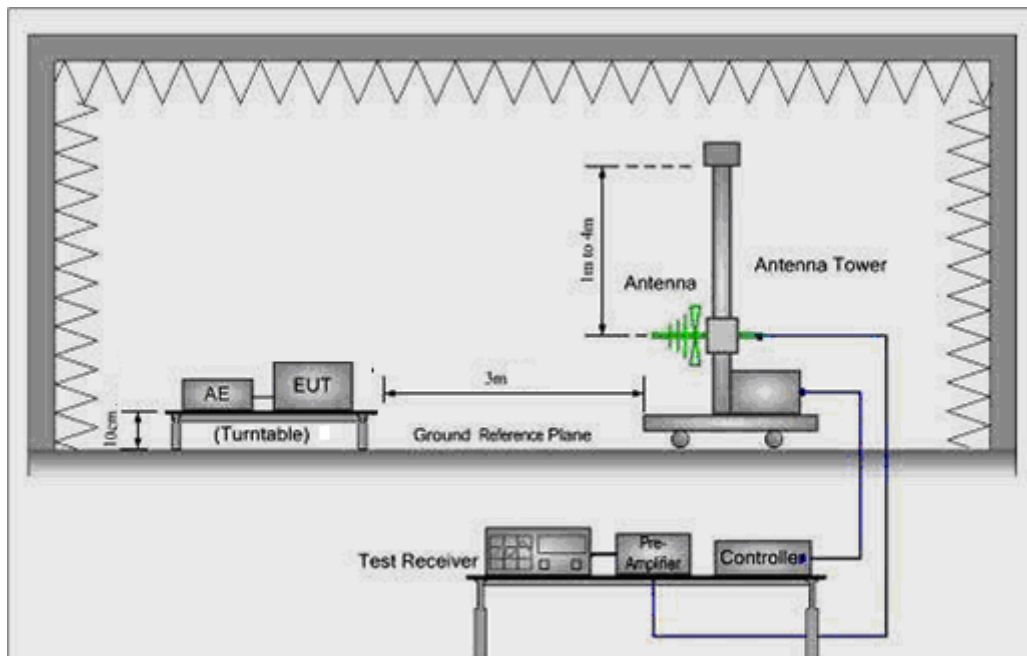 1m to 4m
Antenna
Antenna Tower
AE
EUT
3m
10cm
(Turntable)
Ground Reference Plane
Test Receiver
Pre-
Amplifier
Controller